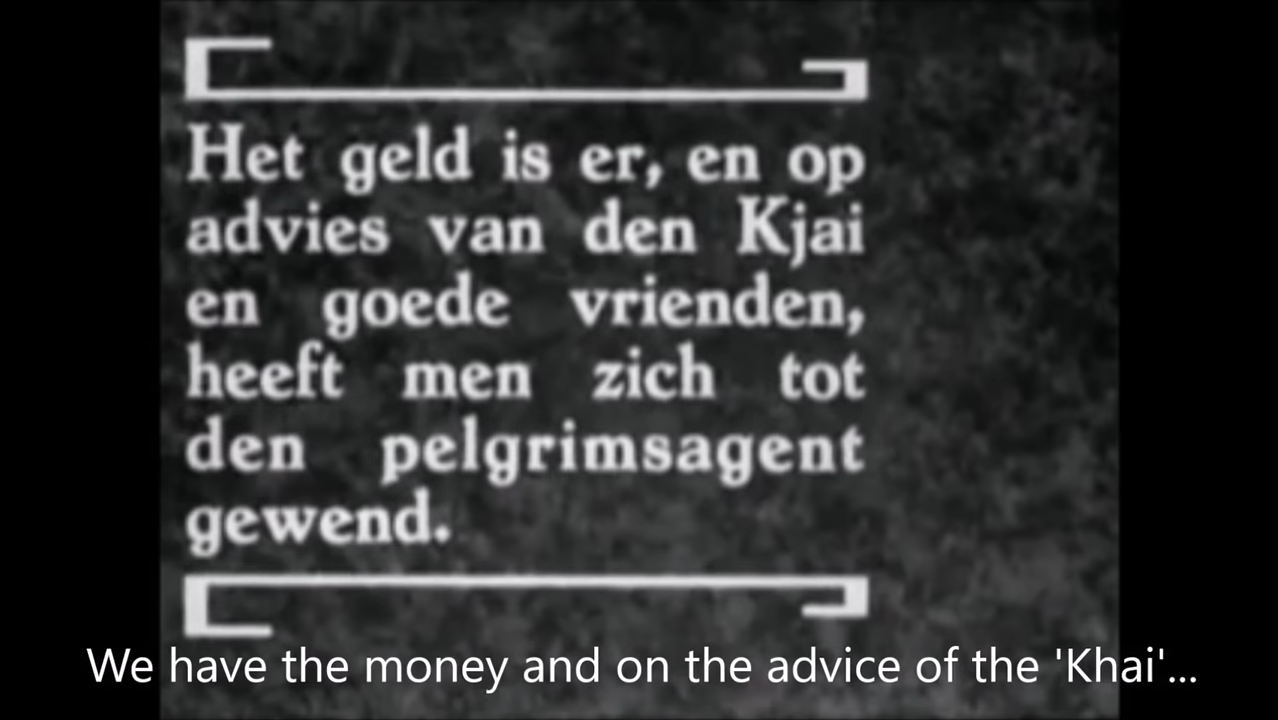 Het geld is er, en op
advies van den Kjai
en goede vrienden,
heeft men zich tot
den pelgrimsagent
gewend.
We have the money and on the advice of the 'Khai'...